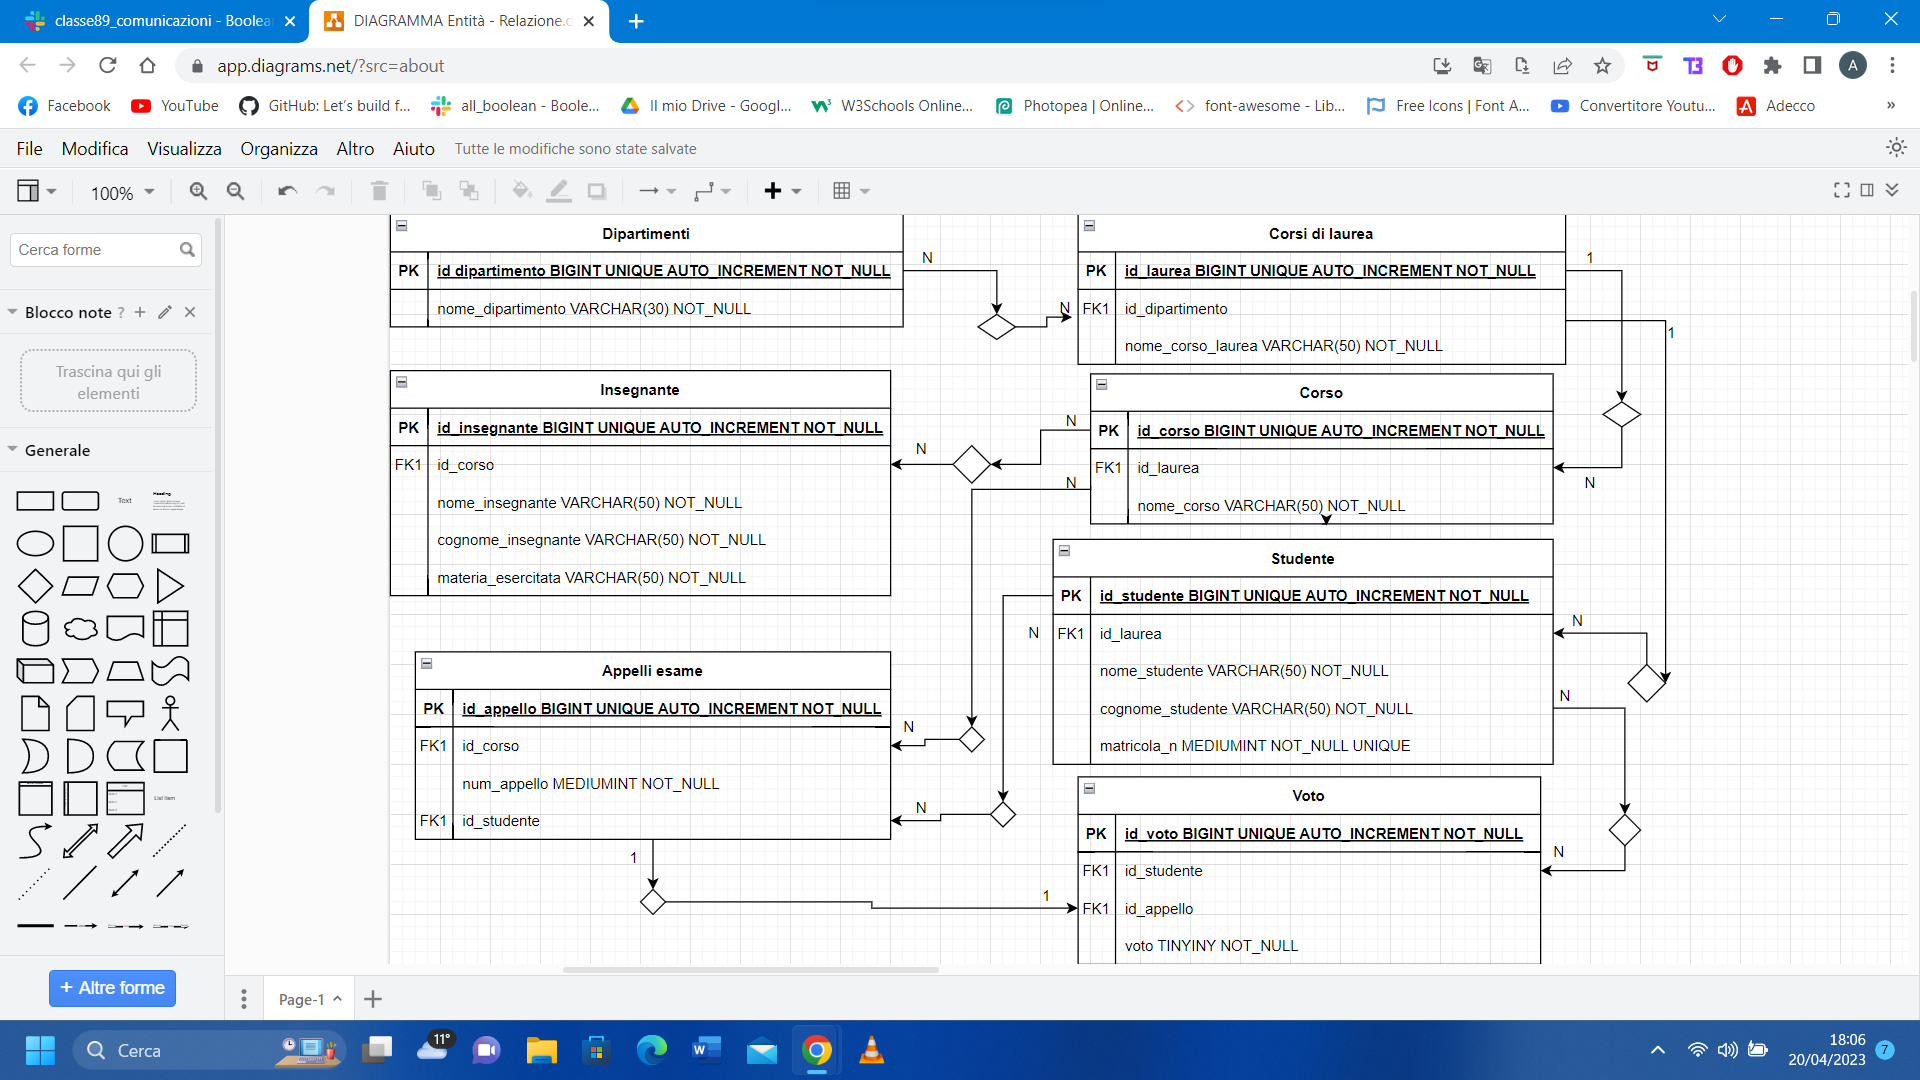 classe89_comunicazioni - Boolea
DIAGRAMMA Entità - Relazione.d
app.diagrams.net/?src=about
A
Facebook
YouTube
GitHub: Let's build f...
all_boolean - Boole...
Il mio Drive - Googl...
W3Schools Online...
Photopea | Online...
font-awesome - Lib...
Free Icons | Font A...
Convertitore Youtu...
Adecco
»
File
Modifica
Visualizza
Organizza
Altro
Aiuto
Tutte le modifiche sono state salvate
100%
Cerca forme
Blocco note
?
Trascina qui gli
elementi
Generale
Text
Heading
List Item
+ Altre forme
Dipartimenti
PK id dipartimento BIGINT UNIQUE AUTO_INCREMENT NOT_NULL
nome_dipartimento VARCHAR(30) NOT_NULL
N
N
Corsi di laurea
PK id_laurea BIGINT UNIQUE AUTO_INCREMENT NOT_NULL
FK1 id_dipartimento
nome_corso_laurea VARCHAR(50) NOT_NULL
1
1
Insegnante
PK id_insegnante BIGINT UNIQUE AUTO_INCREMENT NOT_NULL
FK1 id_corso
nome_insegnante VARCHAR(50) NOT_NULL
cognome_insegnante VARCHAR(50) NOT_NULL
materia_esercitata VARCHAR(50) NOT_NULL
N
N
N
Corso
PK id_corso BIGINT UNIQUE AUTO_INCREMENT NOT_NULL
FK1 id_laurea
nome_corso VARCHAR(50) NOT_NULL
N
Studente
PK id_studente BIGINT UNIQUE AUTO_INCREMENT NOT_NULL
FK1 id_laurea
nome_studente VARCHAR(50) NOT_NULL
cognome_studente VARCHAR(50) NOT_NULL
matricola_n MEDIUMINT NOT_NULL UNIQUE
N
N
N
Appelli esame
PK id_appello BIGINT UNIQUE AUTO_INCREMENT NOT_NULL
FK1 id_corso
num_appello MEDIUMINT NOT_NULL
FK1 id_studente
N
N
1
1
Voto
PK id_voto BIGINT UNIQUE AUTO_INCREMENT NOT_NULL
FK1 id_studente
FK1 id_appello
voto TINYINY NOT_NULL
N
Page-1
Cerca
11°
18:06
20/04/2023
7